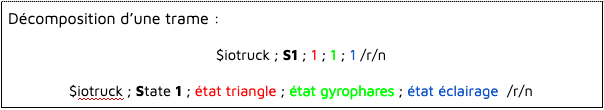 Décomposition d’une trame :
$iotruck ; S1 ; 1 ; 1 ; 1 /r/n
$iotruck ; State 1 ; état triangle ; état gyrophares ; état éclairage /r/n